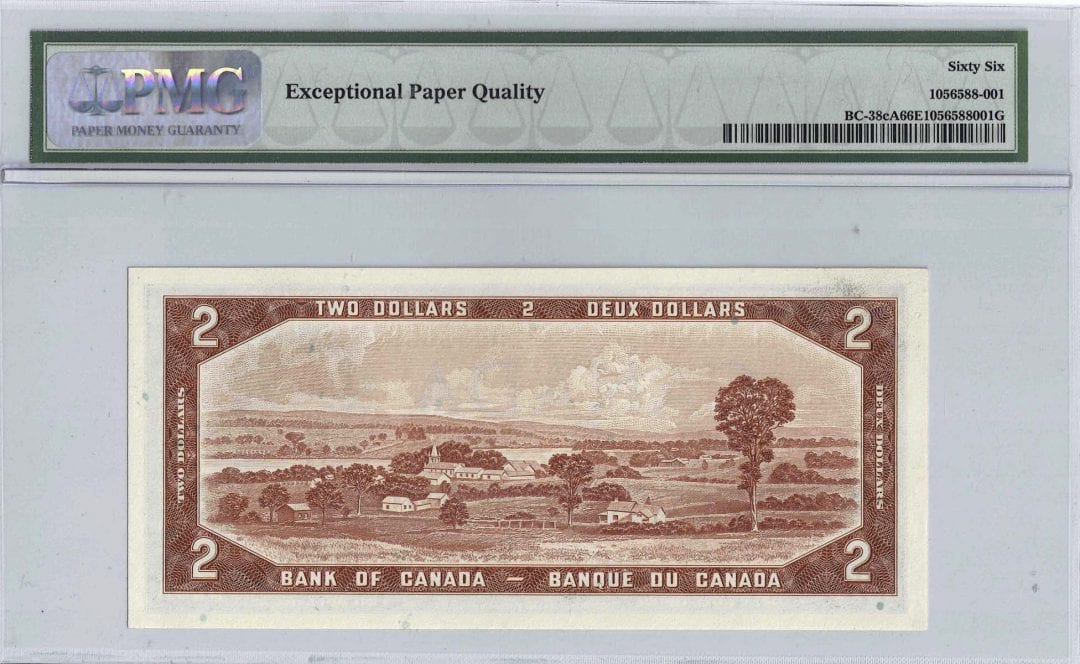 PMG
PAPER MONEY GUARANTY
Exceptional Paper Quality
Sixty Six
1056588-001
BC-38cA66E1056588001G
2 TWO DOLLARS 2 DEUX DOLLARS 2
TWO DOLLARS
DEUX DOLLARS
2 BANK OF CANADA — BANQUE DU CANADA 2